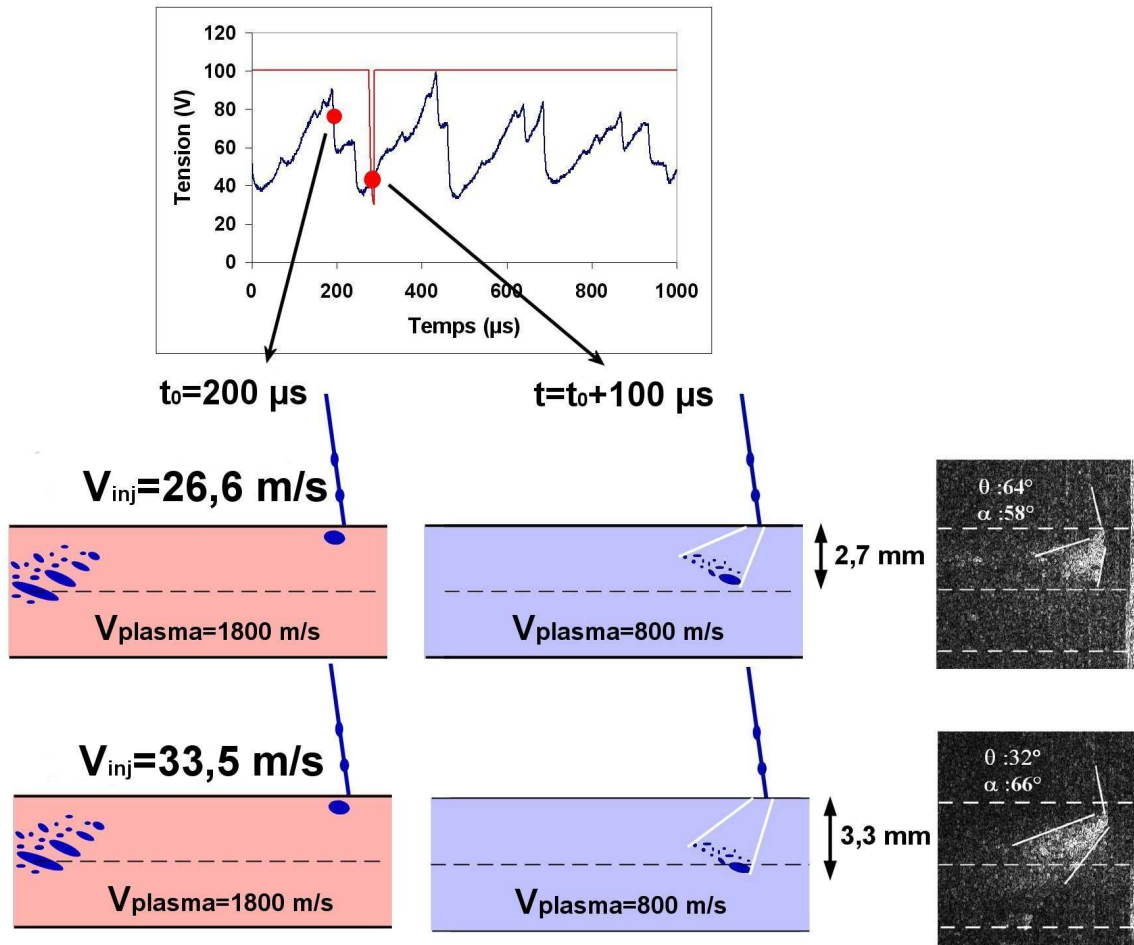 Tension (V)
120
100
80
60
40
20
0
0 200 400 600 800 1000
Temps (µs)
t₀=200 µs
t=t₀+100 µs
Vinj=26,6 m/s
Vplasma=1800 m/s
Vplasma=800 m/s
2,7 mm
θ :64°
α :58°
Vinj=33,5 m/s
Vplasma=1800 m/s
Vplasma=800 m/s
3,3 mm
θ :32°
α :66°